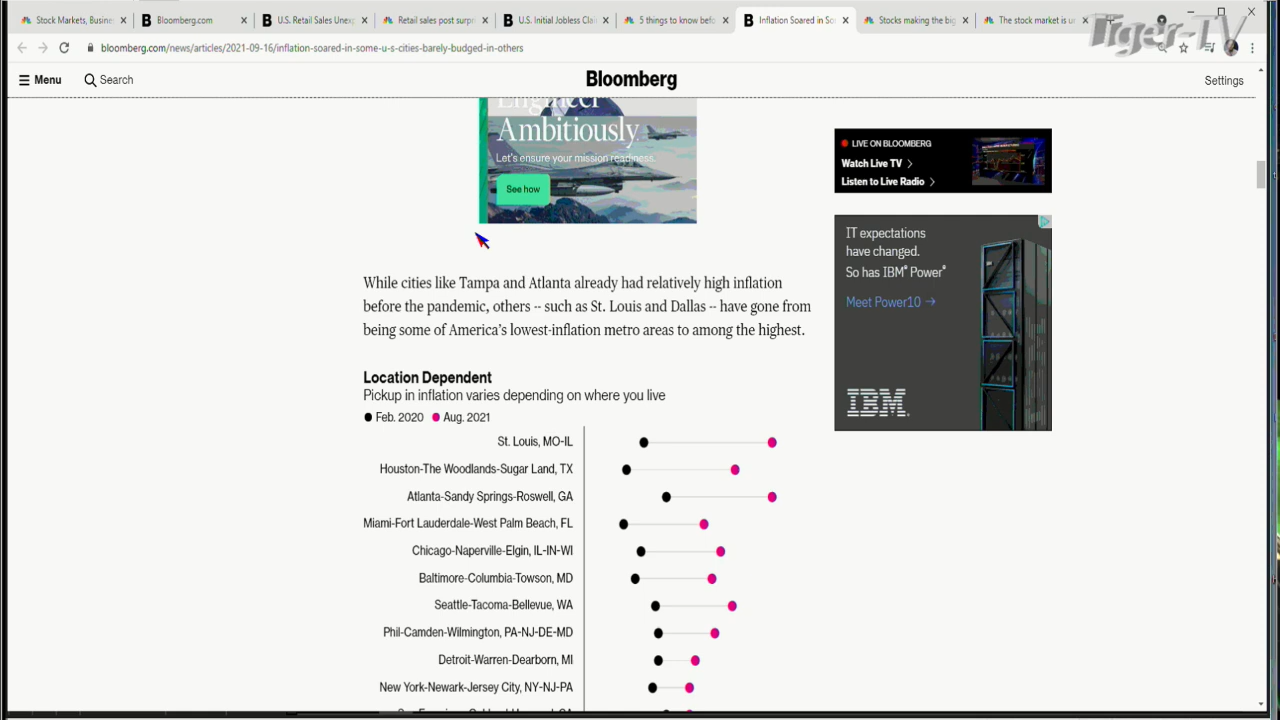 Stock Markets, Busines
Bloomberg.com
U.S. Retail Sales Unexp
Retail sales post surpri
U.S. Initial Jobless Clai
5 things to know befo
Inflation Soared in So
Stocks making the big
The stock market is u
Tiger-TV
bloomberg.com/news/articles/2021-09-16/inflation-soared-in-some-u-s-cities-barely-budged-in-others
Menu
Search
Bloomberg
Settings
Engineer
Ambitiously
Let's ensure your mission readiness.
See how
LIVE ON BLOOMBERG
Watch Live TV
Listen to Live Radio
IT expectations
have changed.
So has IBM® Power®
Meet Power10 →
IBM®
While cities like Tampa and Atlanta already had relatively high inflation
before the pandemic, others -- such as St. Louis and Dallas -- have gone from
being some of America's lowest-inflation metro areas to among the highest.
Location Dependent
Pickup in inflation varies depending on where you live
Feb. 2020 Aug. 2021
St. Louis, MO-IL
Houston-The Woodlands-Sugar Land, TX
Atlanta-Sandy Springs-Roswell, GA
Miami-Fort Lauderdale-West Palm Beach, FL
Chicago-Naperville-Elgin, IL-IN-WI
Baltimore-Columbia-Towson, MD
Seattle-Tacoma-Bellevue, WA
Phil-Camden-Wilmington, PA-NJ-DE-MD
Detroit-Warren-Dearborn, MI
New York-Newark-Jersey City, NY-NJ-PA